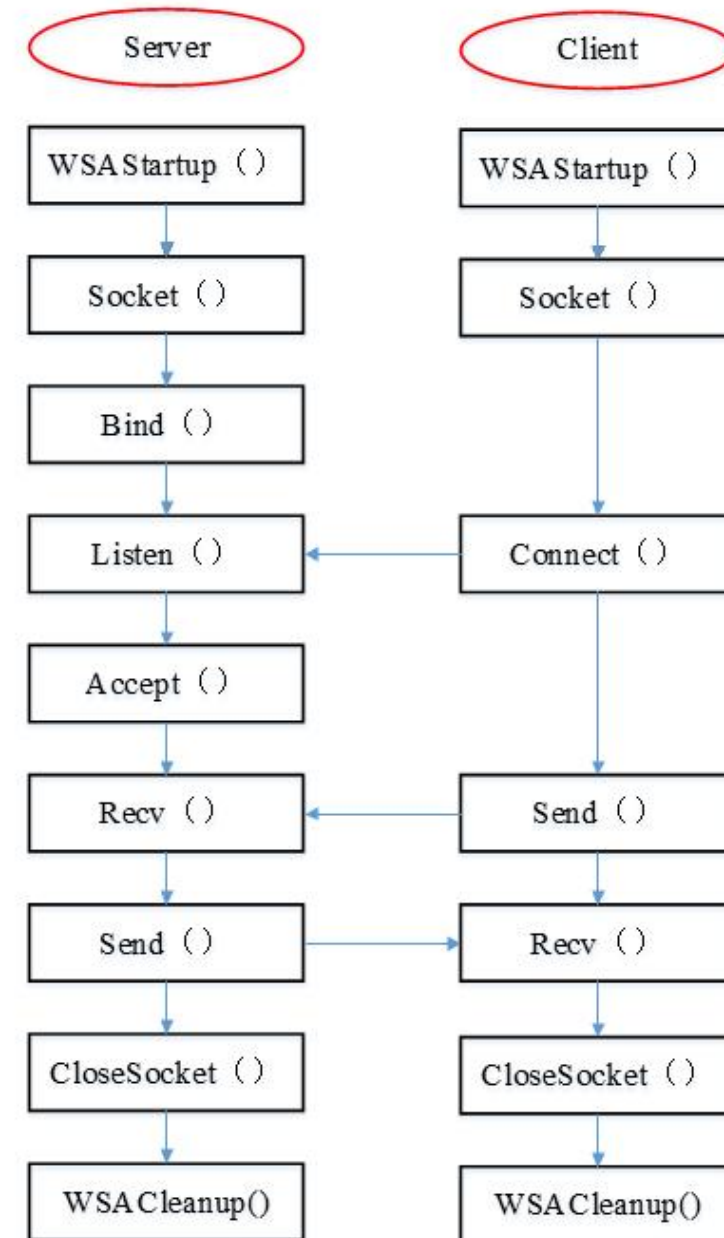 Server
Client
WSAStartup（）
WSAStartup（）
Socket（）
Socket（）
Bind（）
Listen（）
Connect（）
Accept（）
Recv（）
Send（）
Send（）
Recv（）
CloseSocket（）
CloseSocket（）
WSACleanup()
WSACleanup()